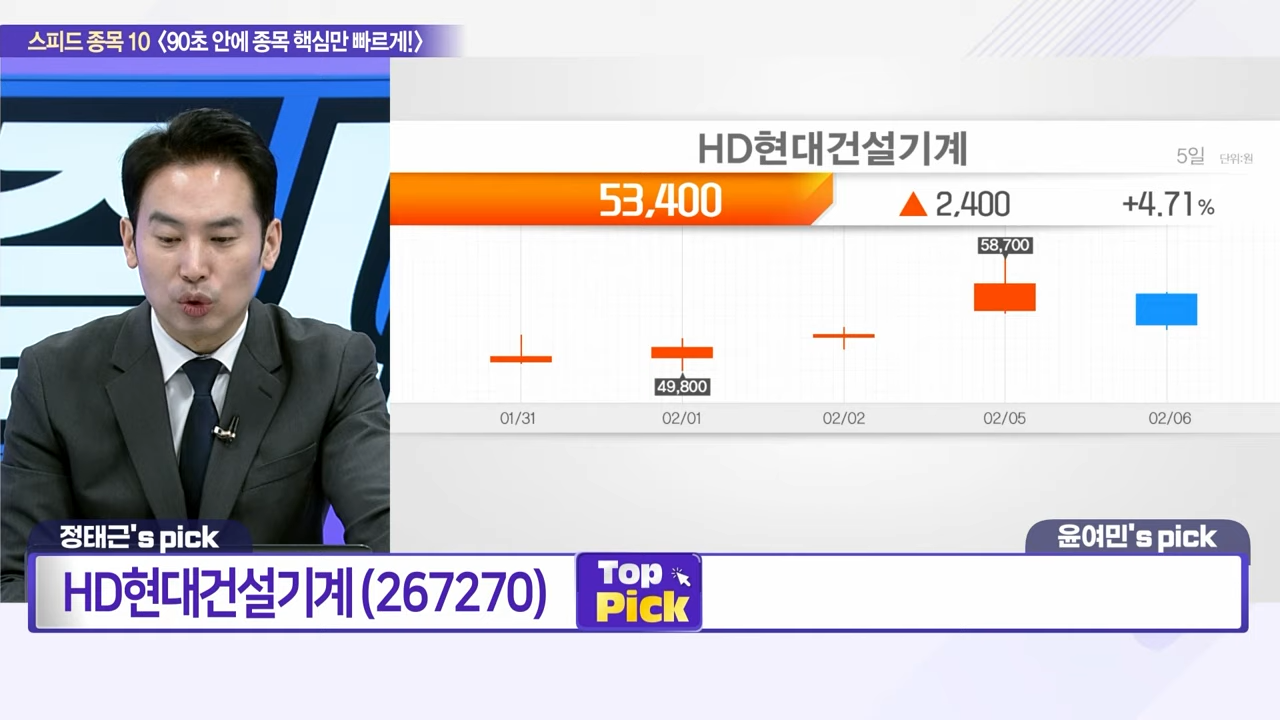 스피드 종목 10 〈90초 안에 종목 핵심만 빠르게!〉
HD현대건설기계
5일 단위:원
53,400 ▲ 2,400 +4.71%
58,700
49,800
01/31 02/01 02/02 02/05 02/06
정태근's pick
윤여민's pick
HD현대건설기계 (267270)
Top
Pick